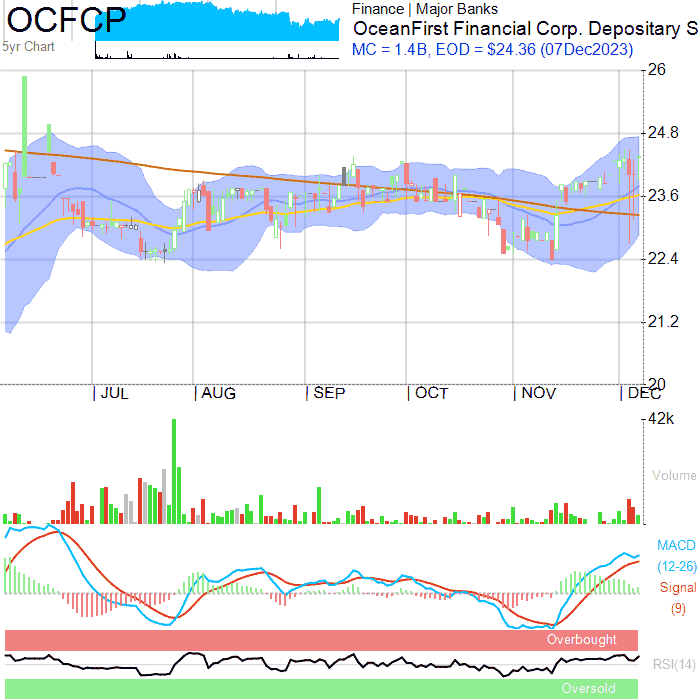 OCFCP
Finance | Major Banks
OceanFirst Financial Corp. Depositary S
5yr Chart
MC = 1.4B, EOD = $24.36 (07Dec2023)
26
24.8
23.6
22.4
21.2
20
JUL AUG SEP OCT NOV DEC
42k
Volume
MACD
(12-26)
Signal
(9)
Overbought
RSI(14)
Oversold